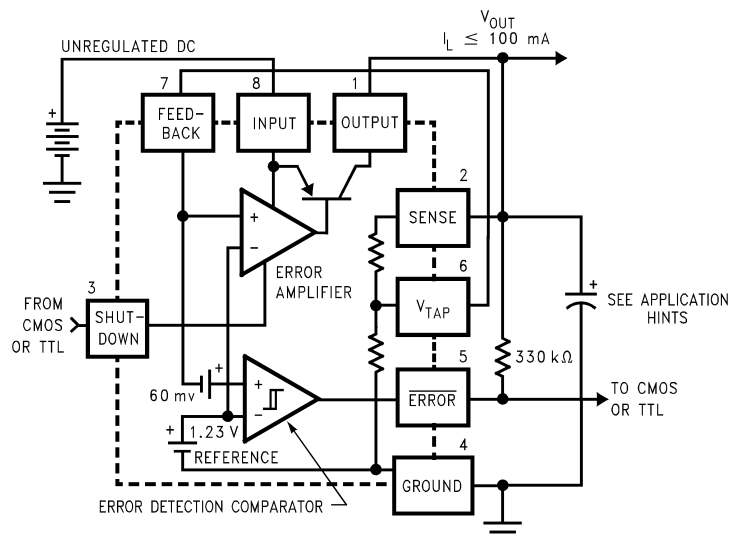 V_OUT
I_L ≤ 100 mA
UNREGULATED DC
+
7
8
1
FEED-
BACK
INPUT
OUTPUT
2
SENSE
+
−
ERROR
AMPLIFIER
6
V_TAP
+
SEE APPLICATION
HINTS
3
FROM
CMOS
OR TTL
SHUT-
DOWN
330 kΩ
5
ERROR
TO CMOS
OR TTL
60 mv
+
+
−
+
1.23 V
REFERENCE
4
GROUND
ERROR DETECTION COMPARATOR